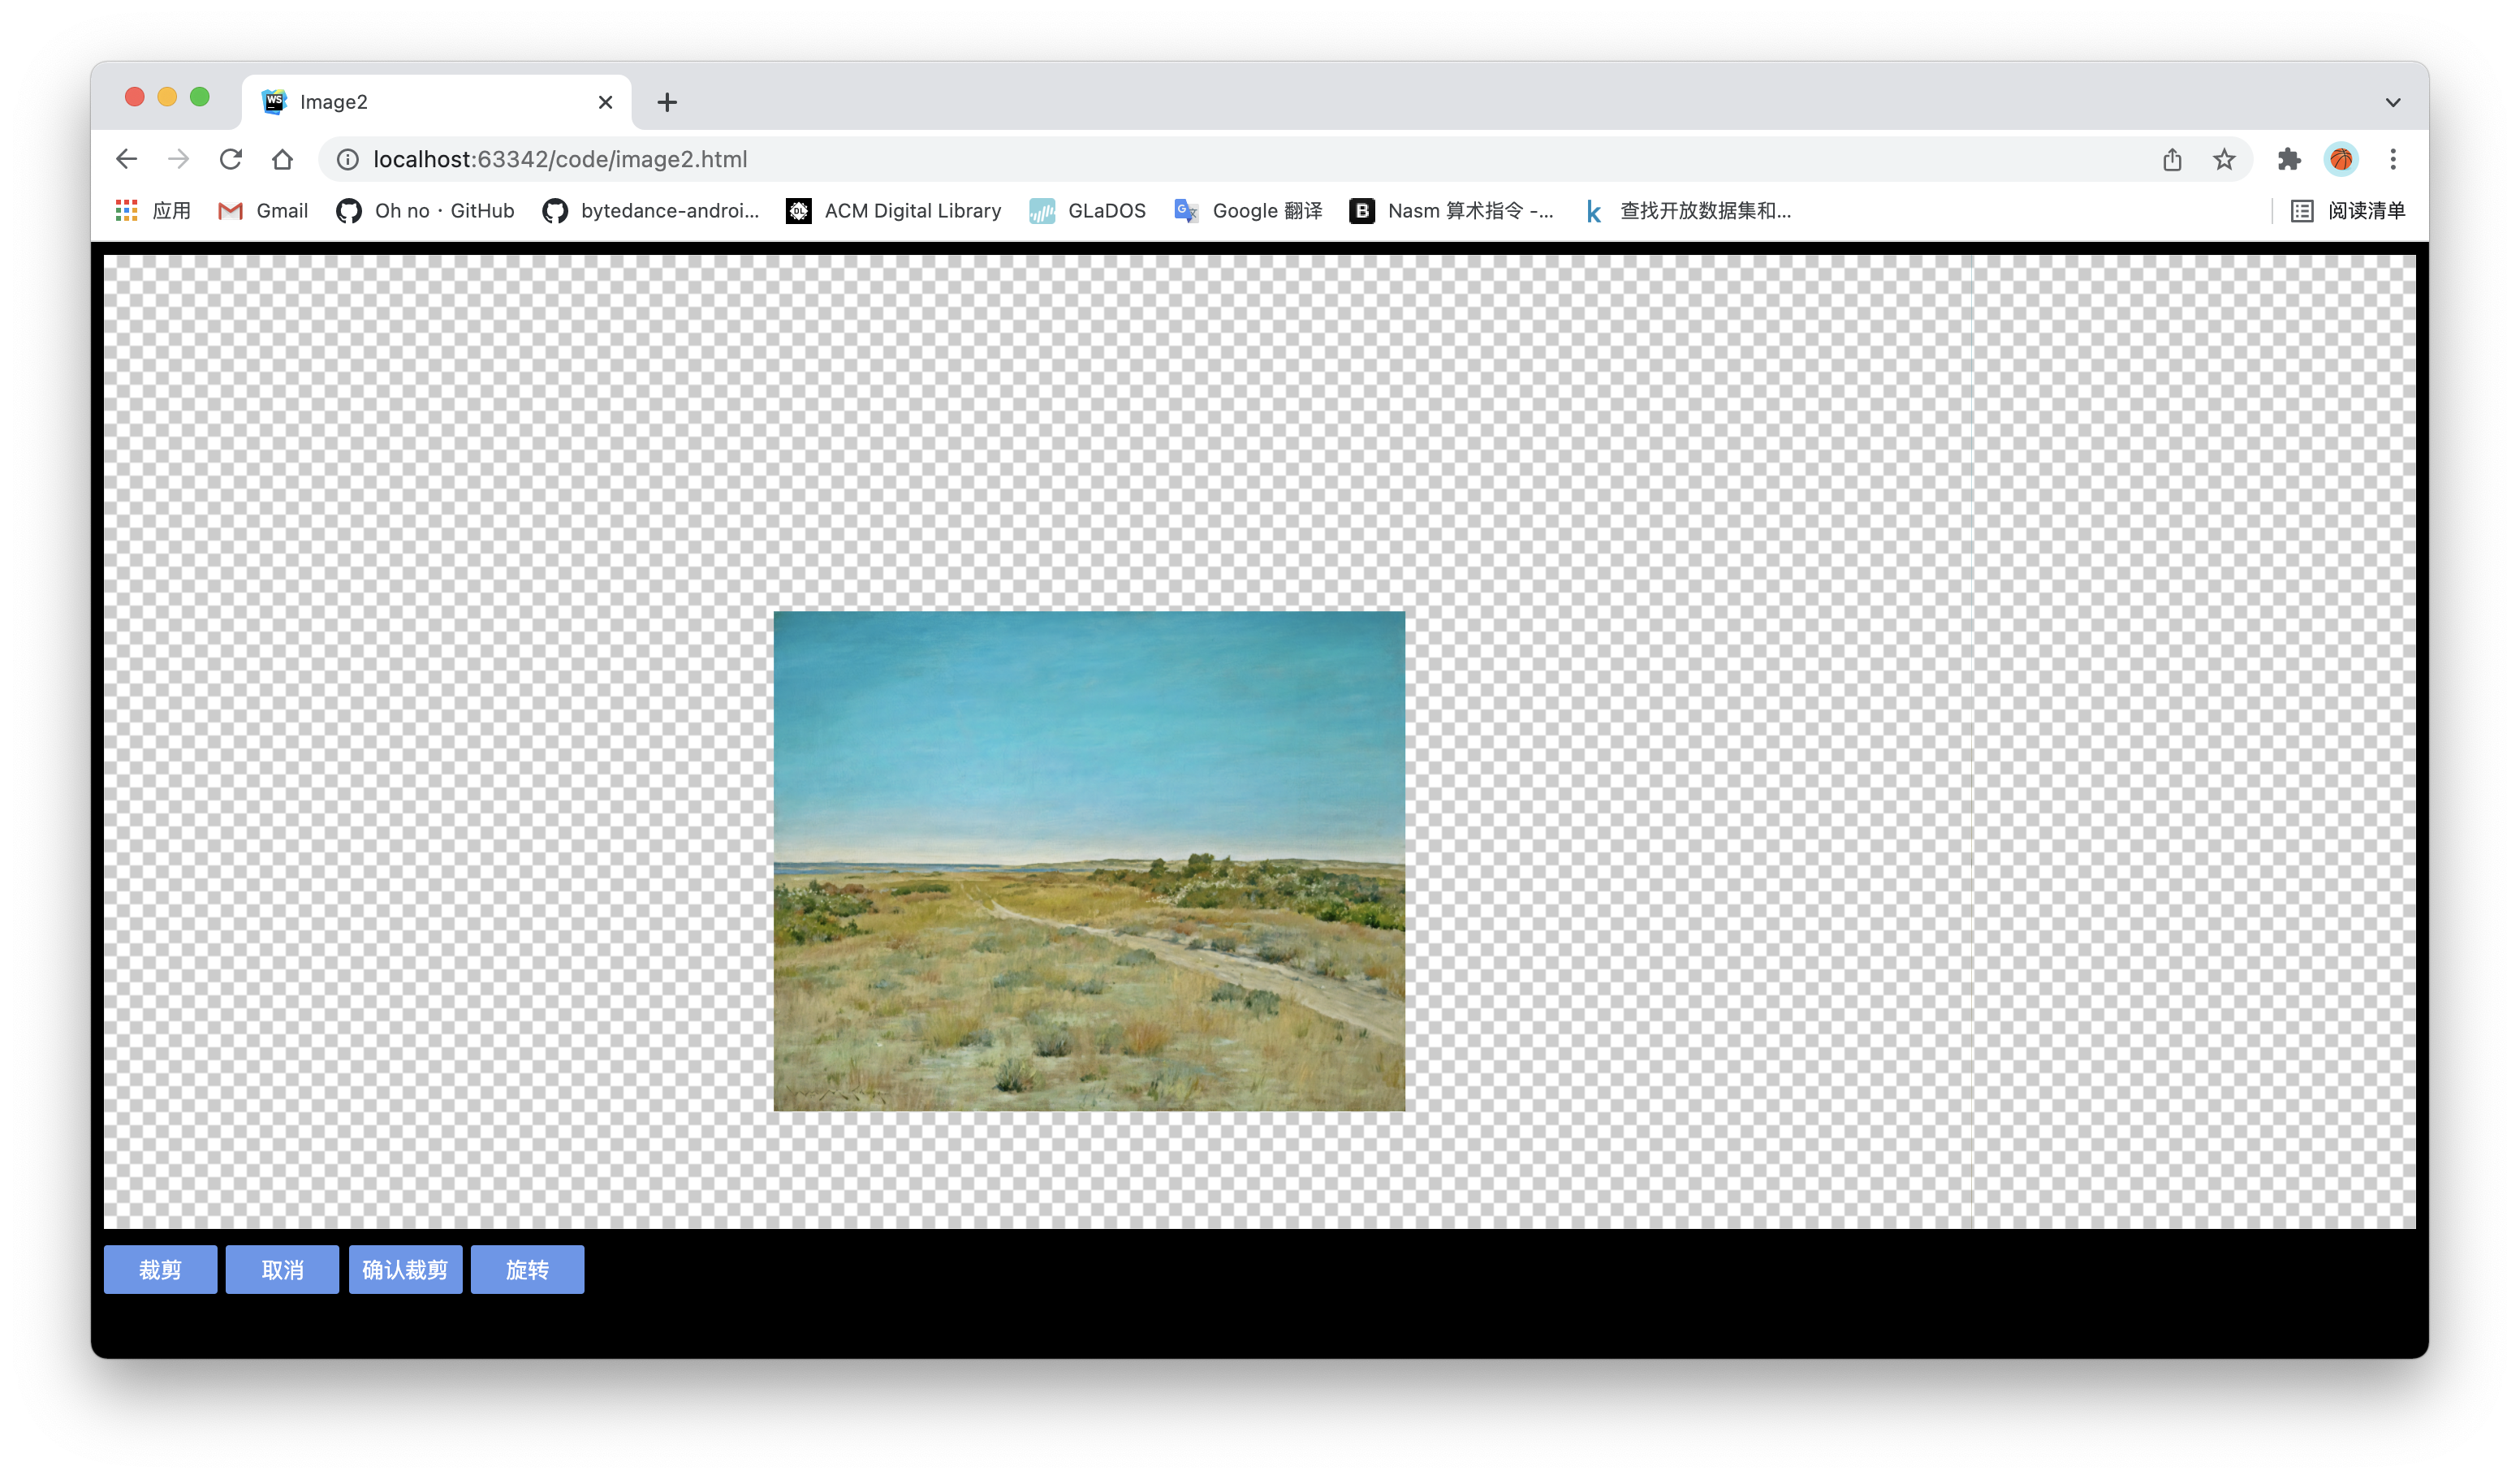 Image2
localhost:63342/code/image2.html
应用 Gmail Oh no · GitHub bytedance-androi... ACM Digital Library GLaDOS Google 翻译 Nasm 算术指令 -... 查找开放数据集和... 阅读清单
裁剪 取消 确认裁剪 旋转